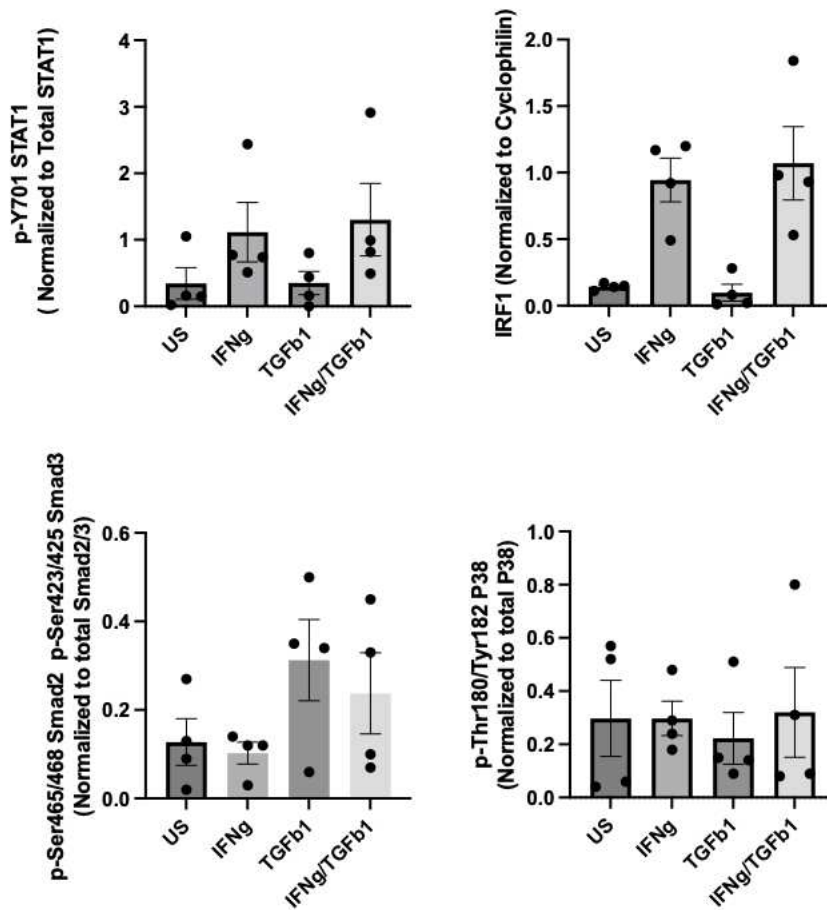 p-Y701 STAT1
( Normalized to Total STAT1)
4
3
2
1
0
US
IFNg
TGFb1
IFNg/TGFb1
IRF1 (Normalized to Cyclophilin)
2.0
1.5
1.0
0.5
0.0
US
IFNg
TGFb1
IFNg/TGFb1
p-Ser465/468 Smad2 p-Ser423/425 Smad3
(Normalized to total Smad2/3)
0.6
0.4
0.2
0.0
US
IFNg
TGFb1
IFNg/TGFb1
p-Thr180/Tyr182 P38
(Normalized to total P38)
1.0
0.8
0.6
0.4
0.2
0.0
US
IFNg
TGFb1
IFNg/TGFb1